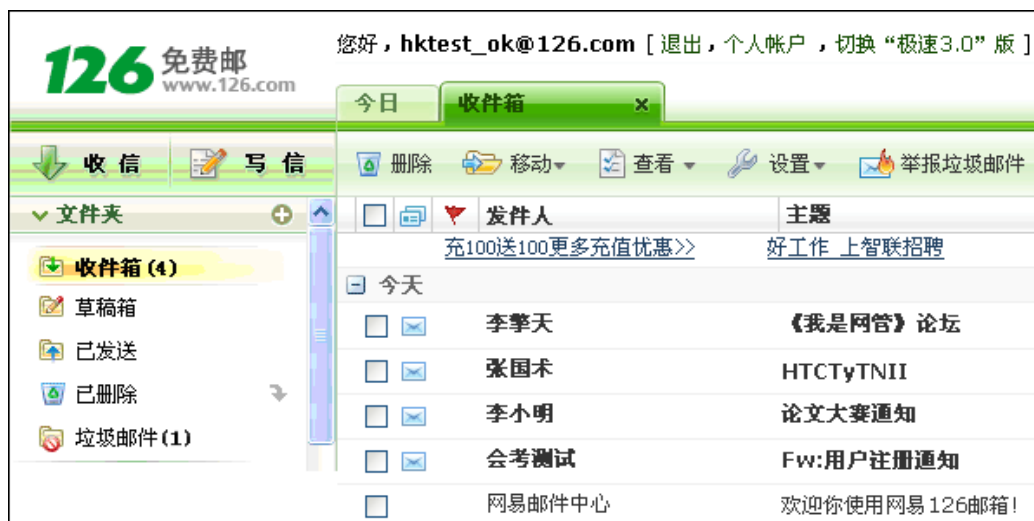 126 免费邮
www.126.com
您好，hktest_ok@126.com [ 退出，个人帐户 ，切换 “极速3.0” 版 ]
今日 收件箱 ×
收 信 写 信
删除 移动 查看 设置 举报垃圾邮件
文件夹
收件箱(4)
草稿箱
已发送
已删除
垃圾邮件(1)
发件人 主题
充100送100更多充值优惠>> 好工作 上智联招聘
今天
李擎天 《我是网管》论坛
张国术 HTCTyTNII
李小明 论文大赛通知
会考测试 Fw:用户注册通知
网易邮件中心 欢迎你使用网易126邮箱！